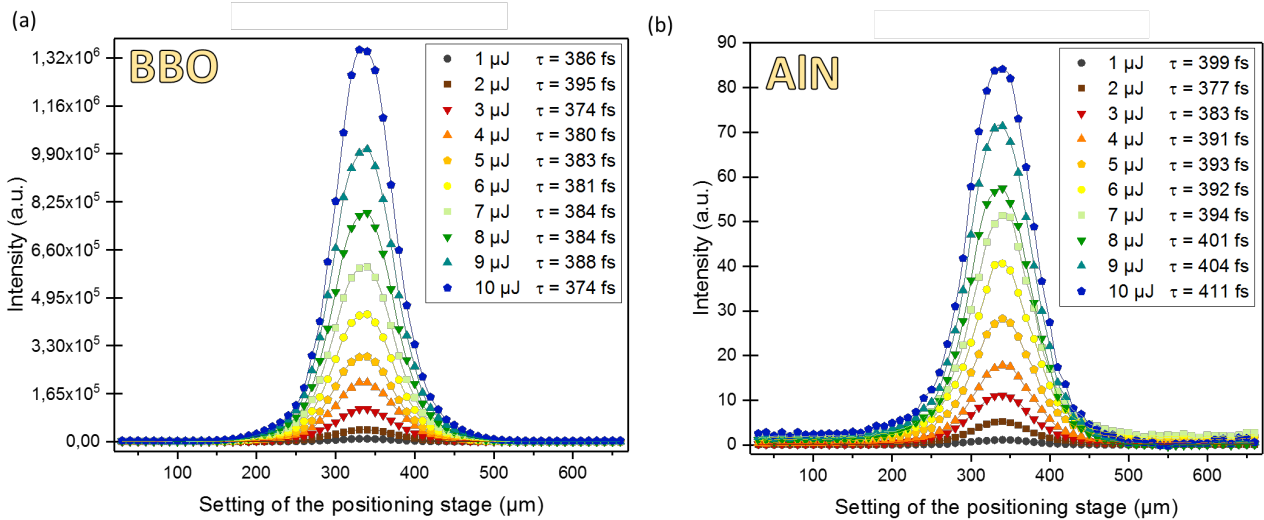 (a)
BBO
1 µJ τ = 386 fs
2 µJ τ = 395 fs
3 µJ τ = 374 fs
4 µJ τ = 380 fs
5 µJ τ = 383 fs
6 µJ τ = 381 fs
7 µJ τ = 384 fs
8 µJ τ = 384 fs
9 µJ τ = 388 fs
10 µJ τ = 374 fs
Intensity (a.u.)
1,32x10⁶
1,16x10⁶
9,90x10⁵
8,25x10⁵
6,60x10⁵
4,95x10⁵
3,30x10⁵
1,65x10⁵
0,00
100 200 300 400 500 600
Setting of the positioning stage (µm)
(b)
AlN
1 µJ τ = 399 fs
2 µJ τ = 377 fs
3 µJ τ = 383 fs
4 µJ τ = 391 fs
5 µJ τ = 393 fs
6 µJ τ = 392 fs
7 µJ τ = 394 fs
8 µJ τ = 401 fs
9 µJ τ = 404 fs
10 µJ τ = 411 fs
Intensity (a.u.)
90
80
70
60
50
40
30
20
10
0
100 200 300 400 500 600
Setting of the positioning stage (µm)